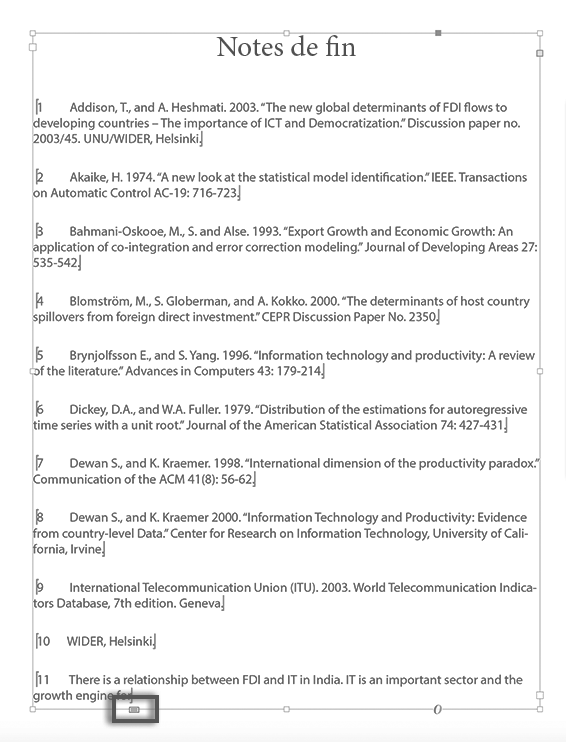 Notes de fin
1 Addison, T., and A. Heshmati. 2003. “The new global determinants of FDI flows to
developing countries – The importance of ICT and Democratization.” Discussion paper no.
2003/45. UNU/WIDER, Helsinki.
2 Akaike, H. 1974. “A new look at the statistical model identification.” IEEE. Transactions
on Automatic Control AC-19: 716-723.
3 Bahmani-Oskooe, M., S. and Alse. 1993. “Export Growth and Economic Growth: An
application of co-integration and error correction modeling.” Journal of Developing Areas 27:
535-542.
4 Blomström, M., S. Globerman, and A. Kokko. 2000. “The determinants of host country
spillovers from foreign direct investment.” CEPR Discussion Paper No. 2350.
5 Brynjolfsson E., and S. Yang. 1996. “Information technology and productivity: A review
of the literature.” Advances in Computers 43: 179-214.
6 Dickey, D.A., and W.A. Fuller. 1979. “Distribution of the estimations for autoregressive
time series with a unit root.” Journal of the American Statistical Association 74: 427-431.
7 Dewan S., and K. Kraemer. 1998. “International dimension of the productivity paradox.”
Communication of the ACM 41(8): 56-62.
8 Dewan S., and K. Kraemer 2000. “Information Technology and Productivity: Evidence
from country-level Data.” Center for Research on Information Technology, University of Cali-
fornia, Irvine.
9 International Telecommunication Union (ITU). 2003. World Telecommunication Indica-
tors Database, 7th edition. Geneva.
10 WIDER, Helsinki.
11 There is a relationship between FDI and IT in India. IT is an important sector and the
growth engine for